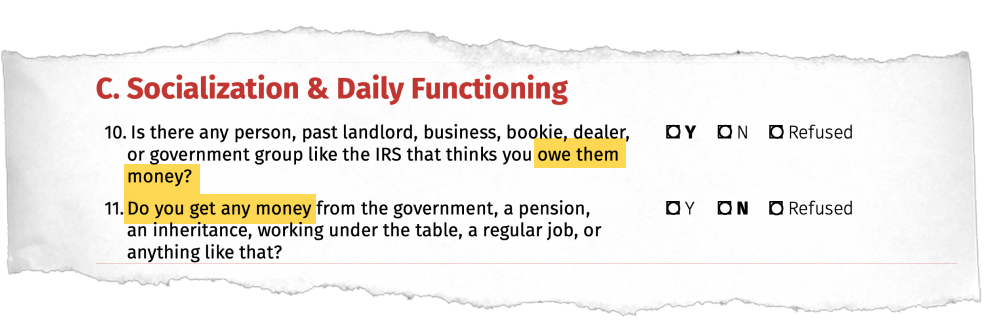 C. Socialization & Daily Functioning
10. Is there any person, past landlord, business, bookie, dealer, Y N Refused
or government group like the IRS that thinks you owe them
money?
11. Do you get any money from the government, a pension, Y N Refused
an inheritance, working under the table, a regular job, or
anything like that?